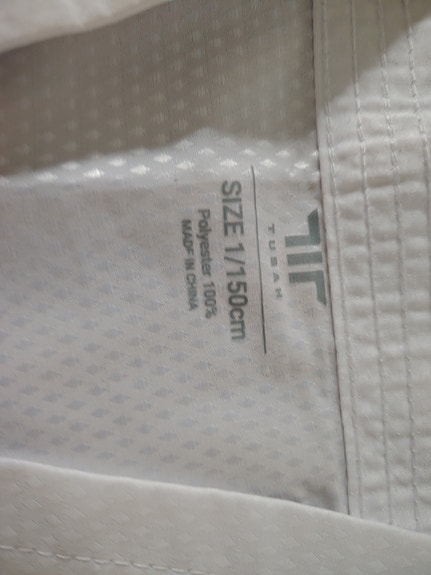 TUSAH
SIZE 1/150cm
Polyester 100%
MADE IN CHINA